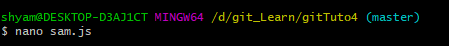 shyam@DESKTOP-D3AJ1CT MINGW64 /d/git_Learn/gitTuto4 (master)
$ nano sam.js